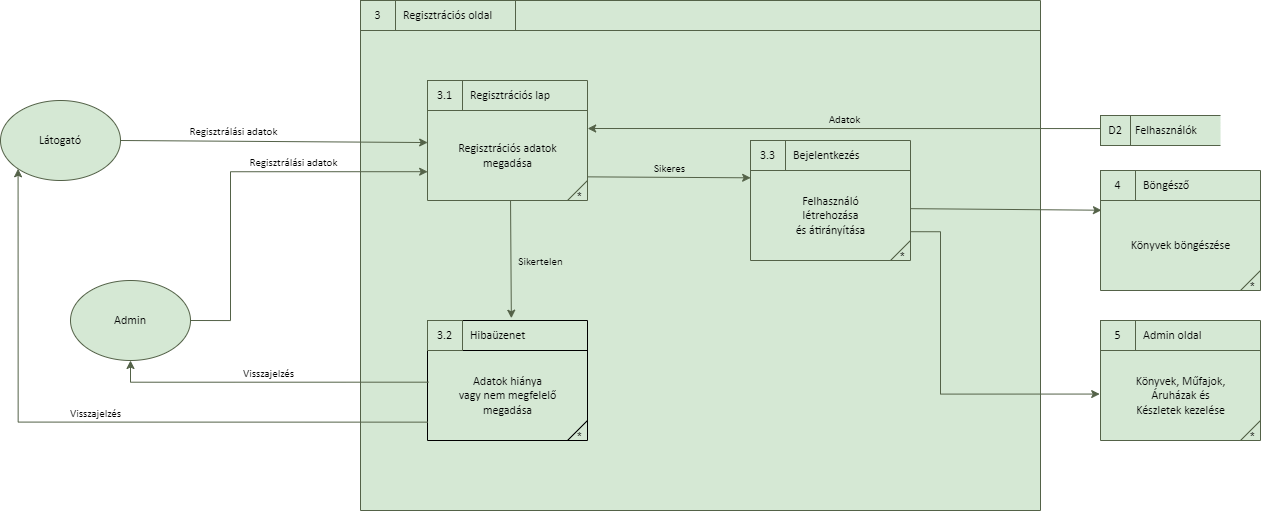 3
Regisztrációs oldal
3.1
Regisztrációs lap
Regisztrációs adatok
megadása
*
Látogató
Regisztrálási adatok
Regisztrálási adatok
Adatok
D2
Felhasználók
Sikeres
3.3
Bejelentkezés
Felhasználó
létrehozása
és átirányítása
*
4
Böngésző
Könyvek böngészése
*
Sikertelen
Admin
3.2
Hibaüzenet
Adatok hiánya
vagy nem megfelelő
megadása
*
Visszajelzés
Visszajelzés
5
Admin oldal
Könyvek, Műfajok,
Áruházak és
Készletek kezelése
*